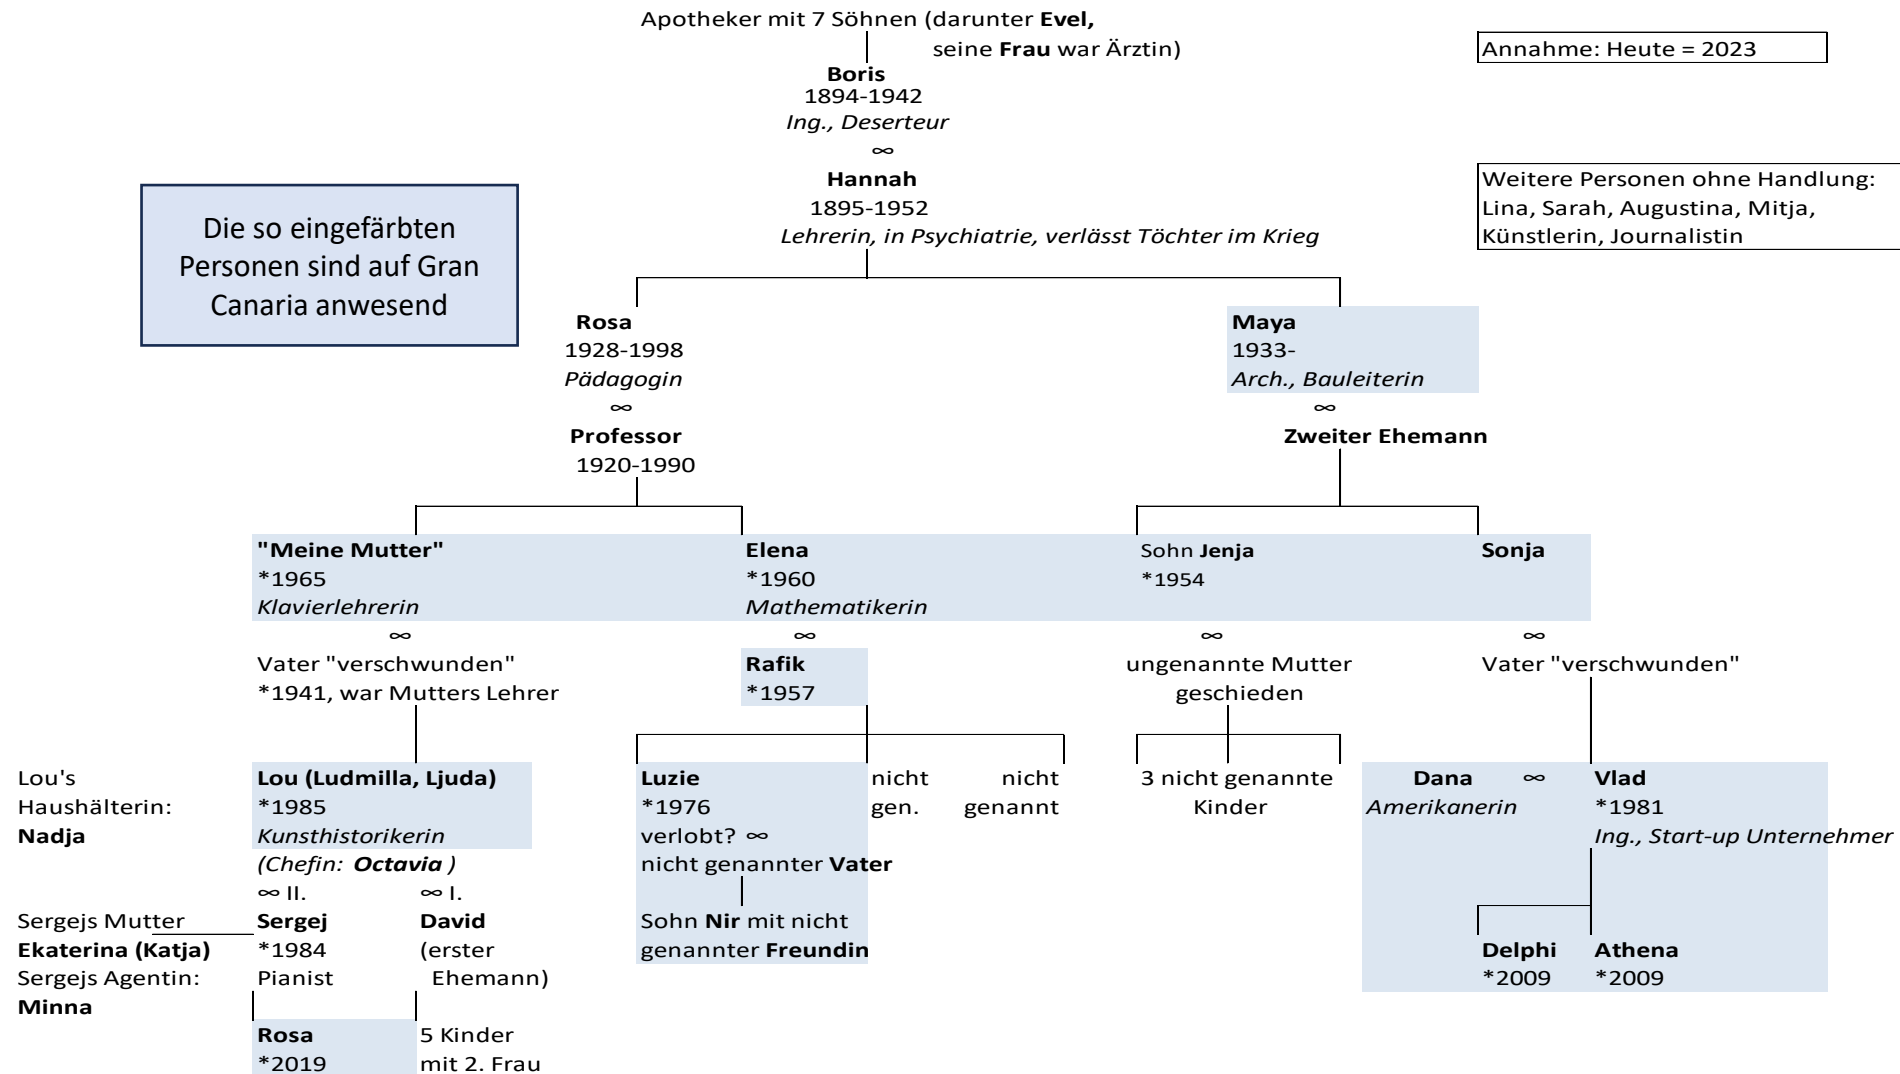 Apotheker mit 7 Söhnen (darunter Evel,
seine Frau war Ärztin)
Annahme: Heute = 2023
Boris
1894-1942
Ing., Deserteur
∞
Hannah
1895-1952
Lehrerin, in Psychiatrie, verlässt Töchter im Krieg
Weitere Personen ohne Handlung:
Lina, Sarah, Augustina, Mitja,
Künstlerin, Journalistin
Die so eingefärbten
Personen sind auf Gran
Canaria anwesend
Rosa
1928-1998
Pädagogin
∞
Professor
1920-1990
Maya
1933-
Arch., Bauleiterin
∞
Zweiter Ehemann
"Meine Mutter"
*1965
Klavierlehrerin
∞
Vater "verschwunden"
*1941, war Mutters Lehrer
Elena
*1960
Mathematikerin
∞
Rafik
*1957
Sohn Jenja
*1954
∞
ungenannte Mutter
geschieden
Sonja
∞
Vater "verschwunden"
Lou's
Haushälterin:
Nadja
Lou (Ludmilla, Ljuda)
*1985
Kunsthistorikerin
(Chefin: Octavia )
∞ II. ∞ I.
Sergejs Mutter
Ekaterina (Katja)
Sergejs Agentin:
Minna
Sergej
*1984
Pianist
David
(erster
Ehemann)
Rosa
*2019
5 Kinder
mit 2. Frau
Luzie
*1976
verlobt? ∞
nicht genannter Vater
Sohn Nir mit nicht
genannter Freundin
nicht
gen.
nicht
genannt
3 nicht genannte
Kinder
Dana ∞ Vlad
Amerikanerin
*1981
Ing., Start-up Unternehmer
Delphi
*2009
Athena
*2009